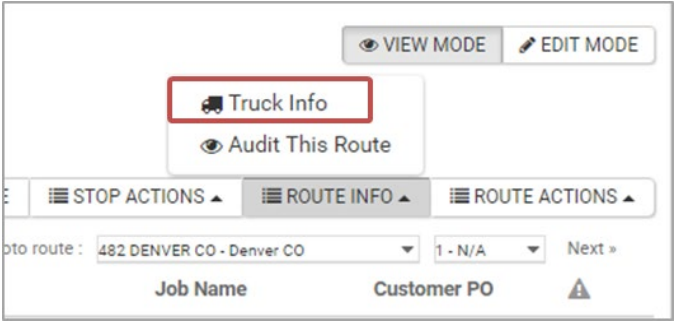 VIEW MODE EDIT MODE
Truck Info
Audit This Route
STOP ACTIONS ROUTE INFO ROUTE ACTIONS
oto route : 482 DENVER CO - Denver CO 1 - N/A Next »
Job Name Customer PO